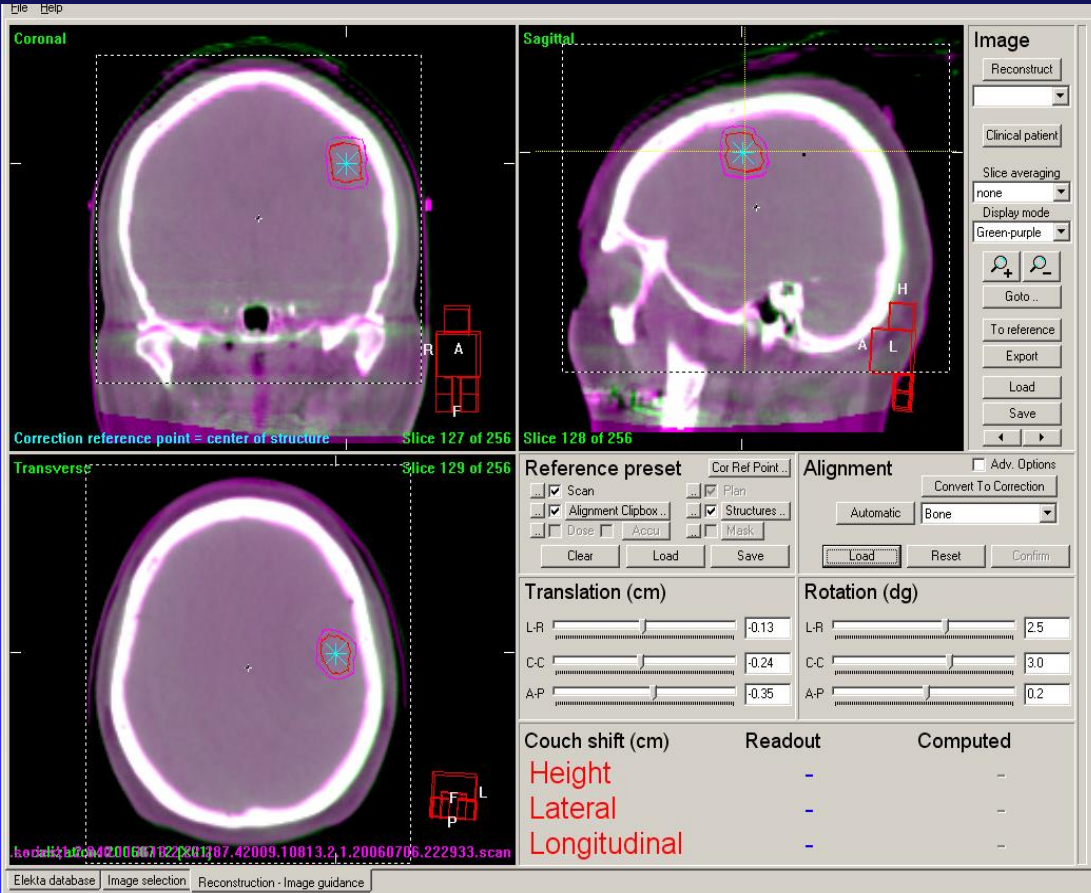 File Help
Coronal
R A
F
Correction reference point = center of structure Slice 127 of 256
Sagittal
H
A L
Slice 128 of 256
Transverse Slice 129 of 256
F L
P
.20060706.222933.scan
Image
Reconstruct
Clinical patient
Slice averaging
none
Display mode
Green-purple
Goto ..
To reference
Export
Load
Save
Reference preset Cor Ref Point ..
.. Scan .. Plan
.. Alignment Clipbox .. .. Structures ..
.. Dose Accu .. Mask
Clear Load Save
Alignment Adv. Options
Convert To Correction
Automatic Bone
Load Reset Confirm
Translation (cm)
L-R -0.13
C-C -0.24
A-P -0.35
Rotation (dg)
L-R 2.5
C-C 3.0
A-P 0.2
Couch shift (cm) Readout Computed
Height - -
Lateral - -
Longitudinal - -
Elekta database Image selection Reconstruction - Image guidance